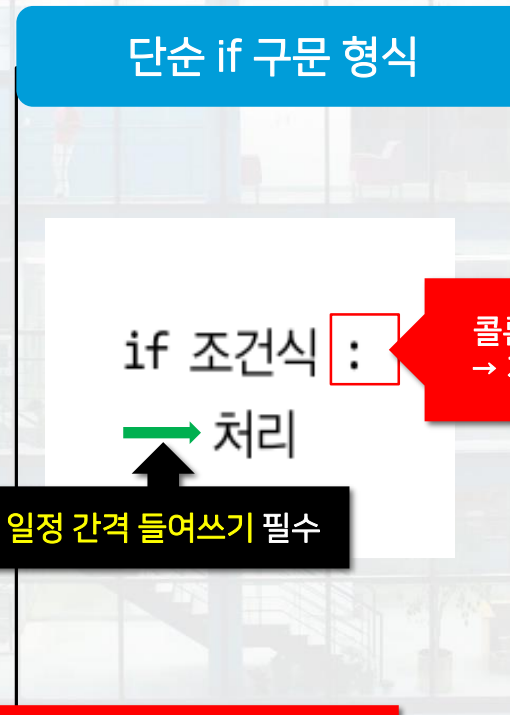 단순 if 구문 형식
if 조건식 :
→
처리
일정 간격 들여쓰기 필수